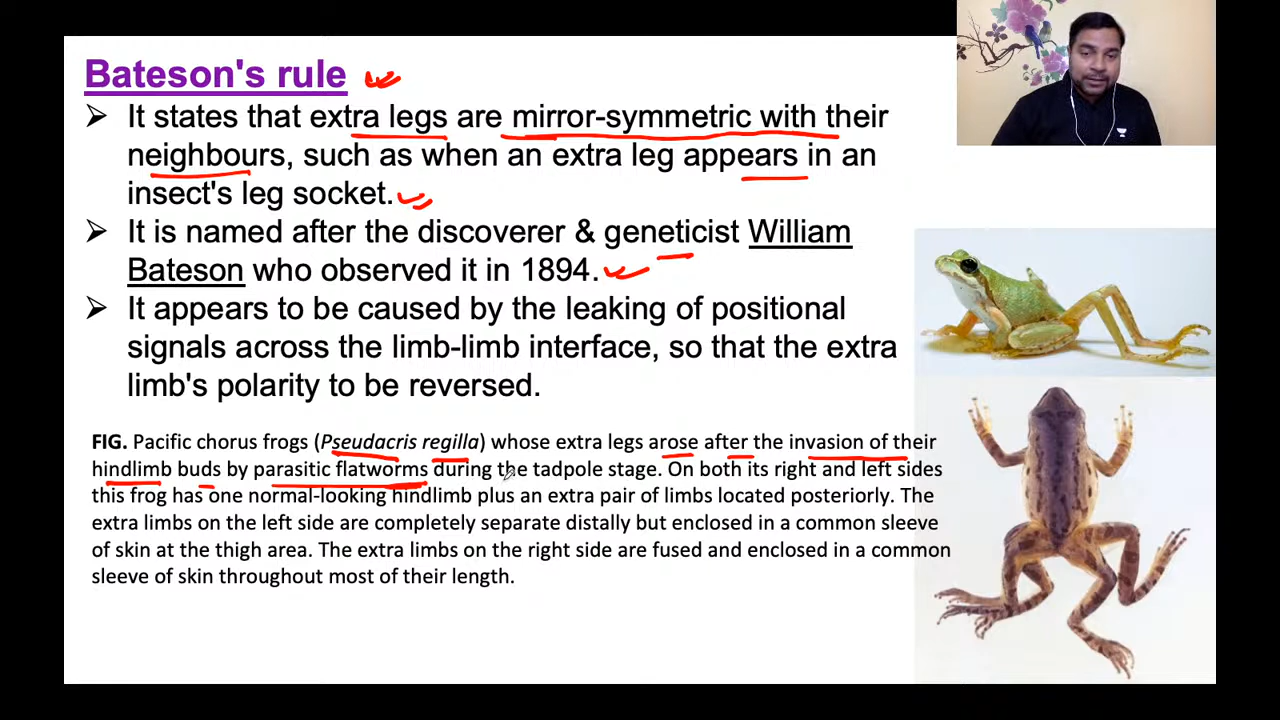 Bateson's rule
➢ It states that extra legs are mirror-symmetric with their
neighbours, such as when an extra leg appears in an
insect's leg socket.
➢ It is named after the discoverer & geneticist William
Bateson who observed it in 1894.
➢ It appears to be caused by the leaking of positional
signals across the limb-limb interface, so that the extra
limb's polarity to be reversed.
FIG. Pacific chorus frogs (Pseudacris regilla) whose extra legs arose after the invasion of their
hindlimb buds by parasitic flatworms during the tadpole stage. On both its right and left sides
this frog has one normal-looking hindlimb plus an extra pair of limbs located posteriorly. The
extra limbs on the left side are completely separate distally but enclosed in a common sleeve
of skin at the thigh area. The extra limbs on the right side are fused and enclosed in a common
sleeve of skin throughout most of their length.